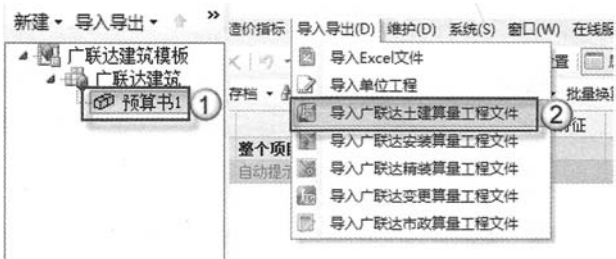 新建 导入导出 »
广联达建筑模板
广联达建筑
预算书1 ①
造价指标 导入导出(D) 维护(D) 系统(S) 窗口(W) 在线服
导入Excel文件
导入单位工程
存档 批量换
导入广联达土建算量工程文件 ②
特征
整个项目
导入广联达安装算量工程文件
自动提示
导入广联达精装算量工程文件
导入广联达变更算量工程文件
导入广联达市政算量工程文件